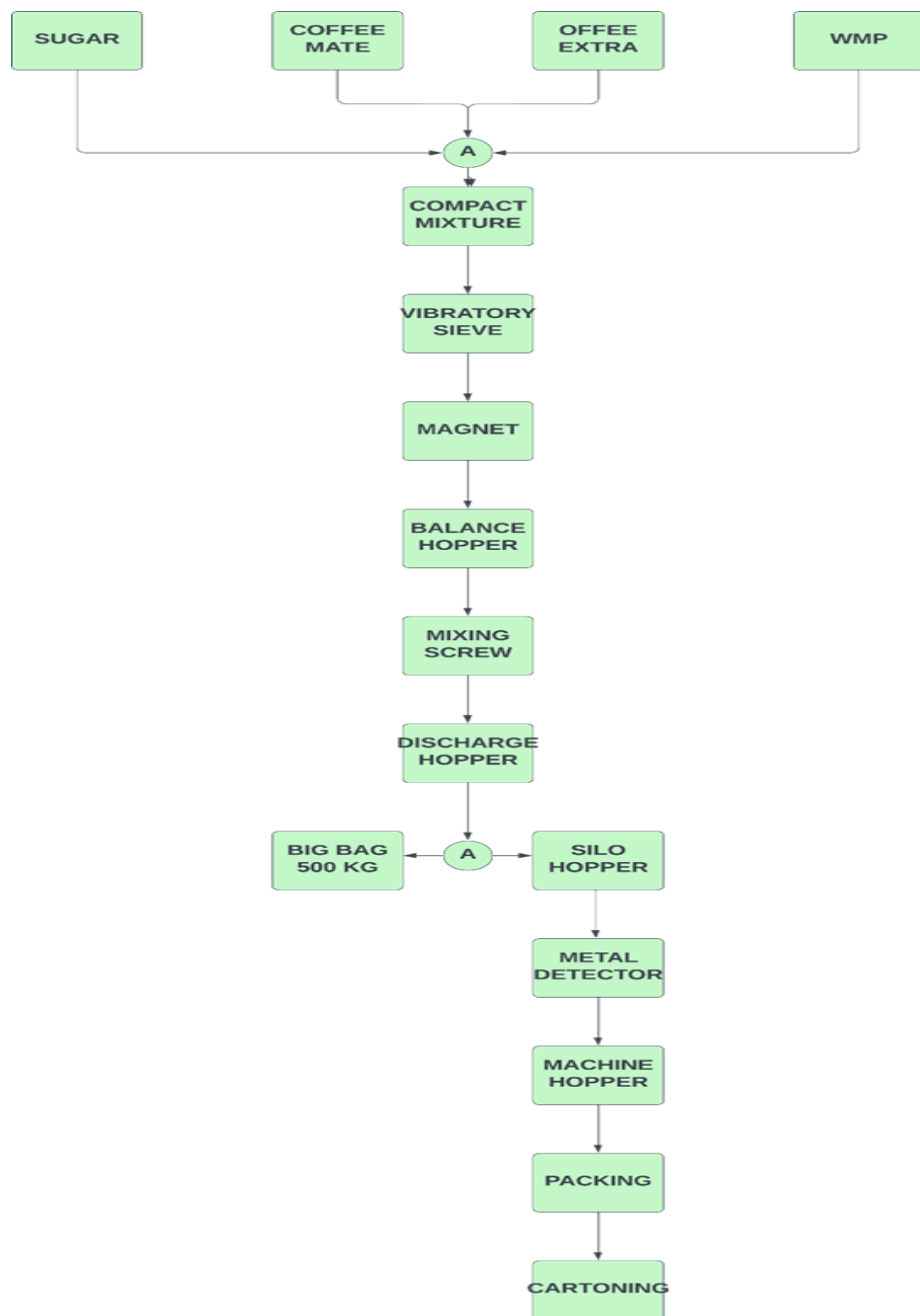 SUGAR
COFFEE
MATE
OFFEE
EXTRA
WMP
A
COMPACT
MIXTURE
VIBRATORY
SIEVE
MAGNET
BALANCE
HOPPER
MIXING
SCREW
DISCHARGE
HOPPER
BIG BAG
500 KG
A
SILO
HOPPER
METAL
DETECTOR
MACHINE
HOPPER
PACKING
CARTONING